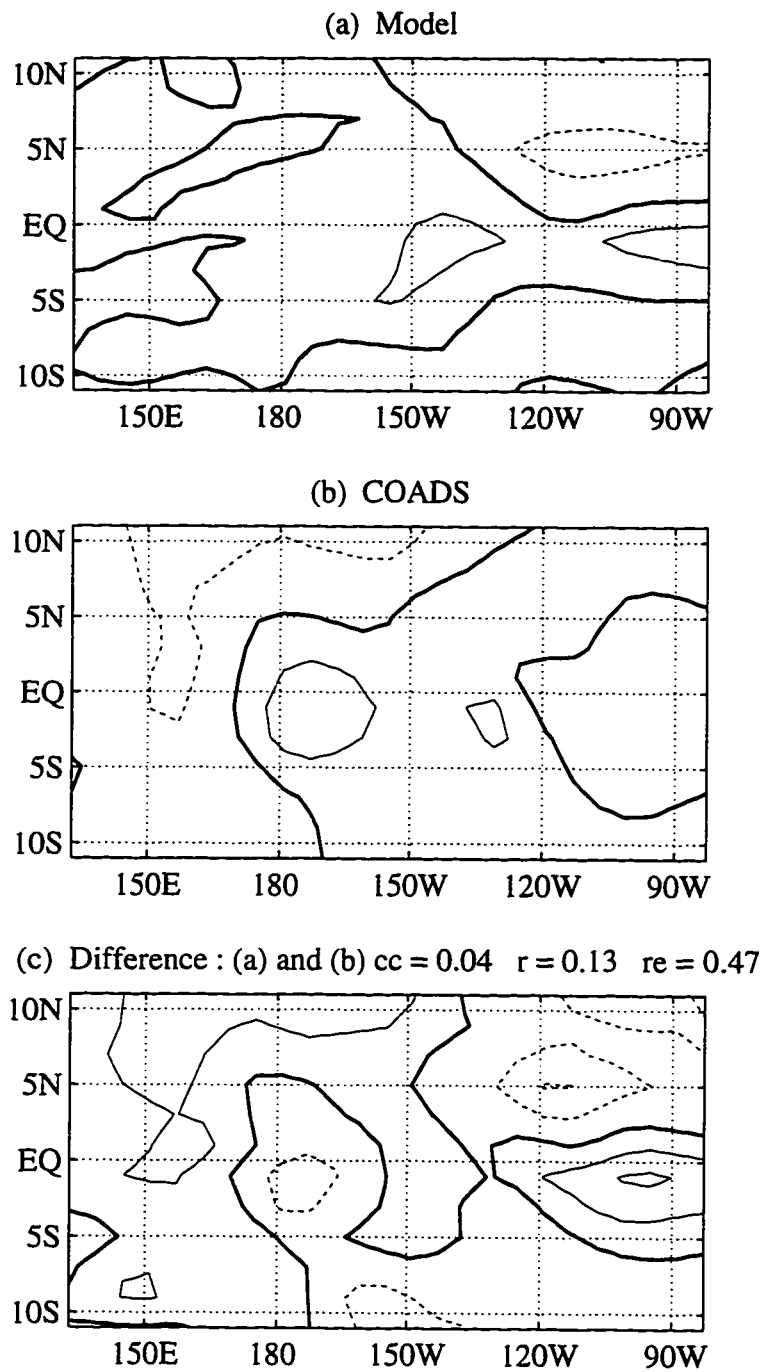 (a) Model
10N
5N
EQ
5S
10S
150E 180 150W 120W 90W
(b) COADS
10N
5N
EQ
5S
10S
150E 180 150W 120W 90W
(c) Difference : (a) and (b) cc = 0.04 r = 0.13 re = 0.47
10N
5N
EQ
5S
10S
150E 180 150W 120W 90W